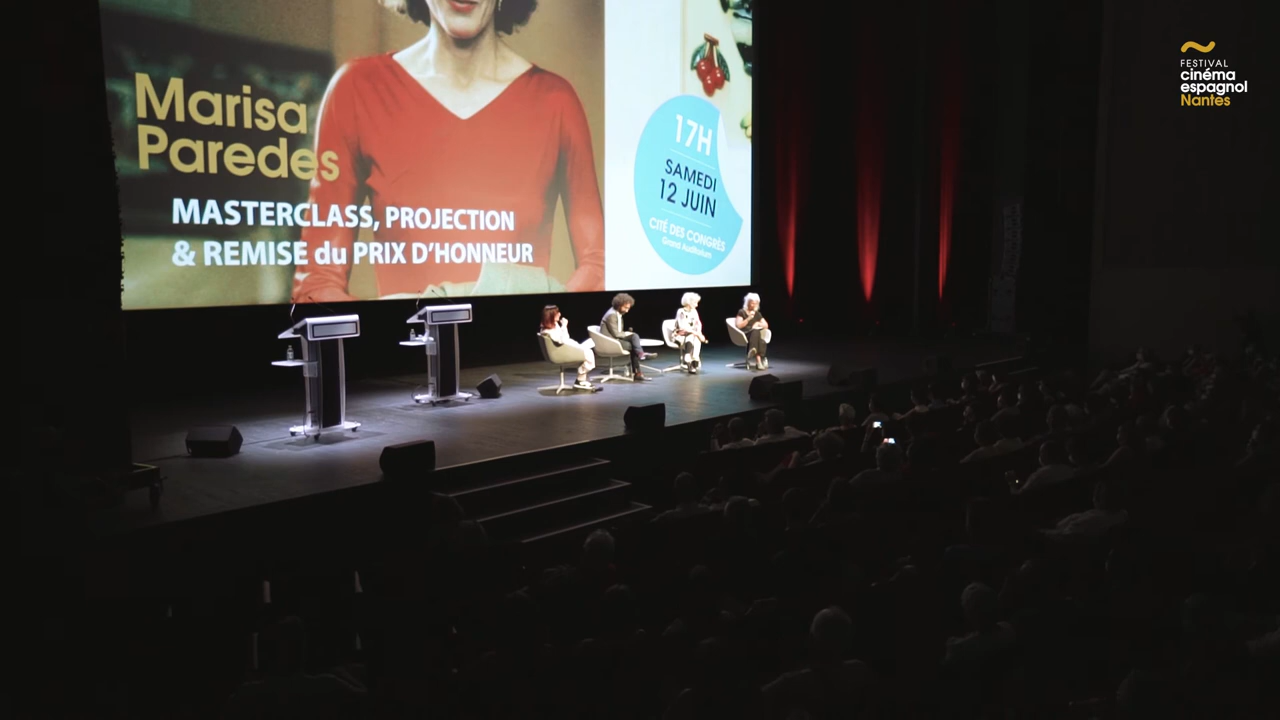 Marisa
Paredes
MASTERCLASS, PROJECTION
& REMISE du PRIX D'HONNEUR
17H
SAMEDI
12 JUIN
CITÉ DES CONGRÈS
Grand Auditorium
FESTIVAL
cinéma
espagnol
Nantes